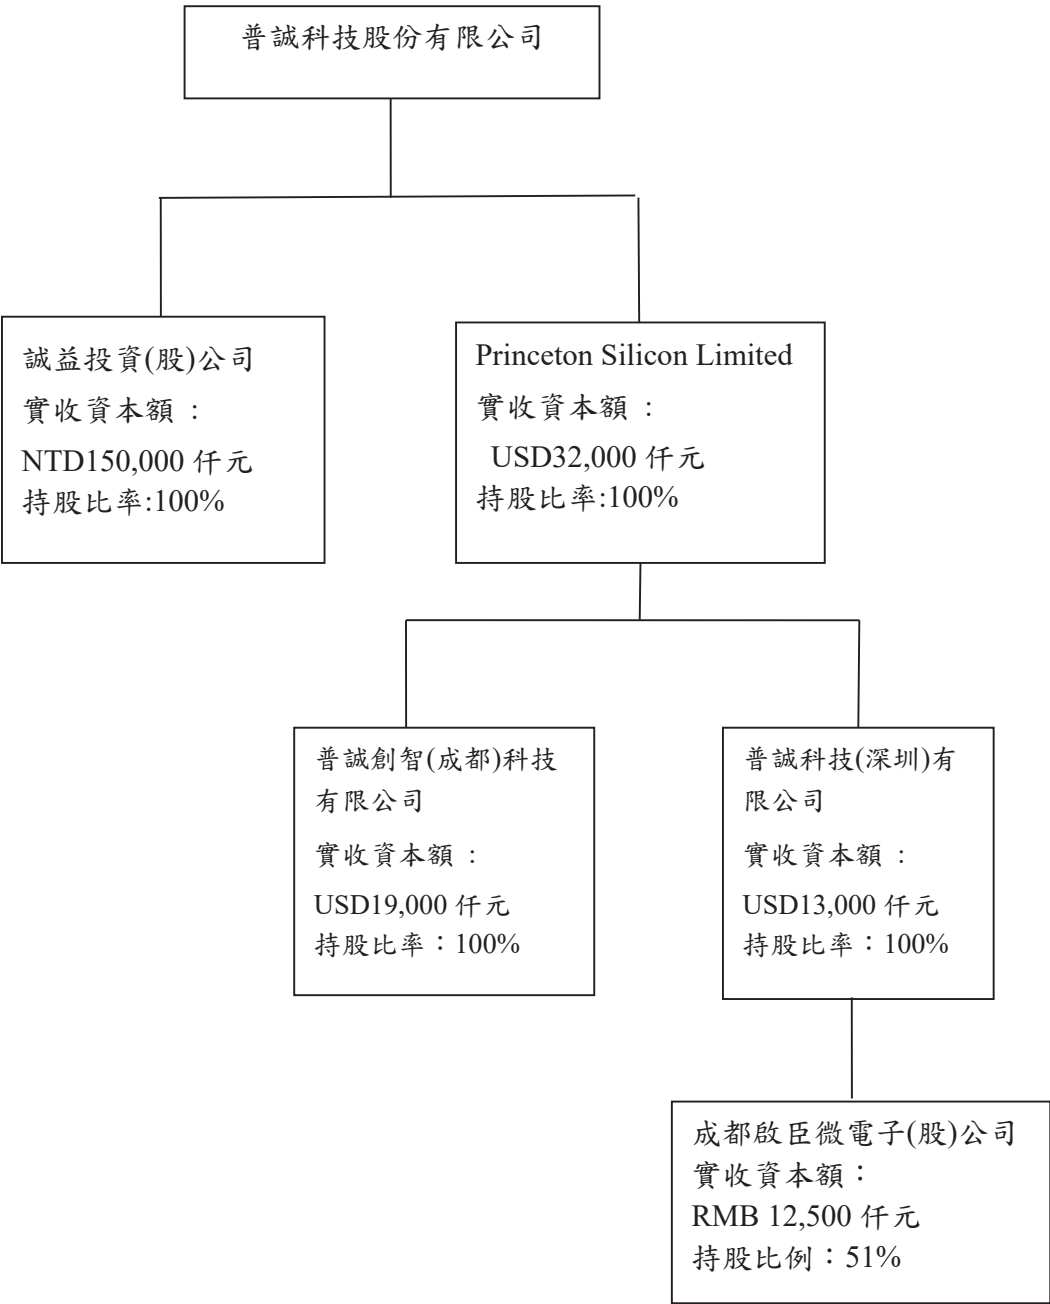 普誠科技股份有限公司
誠益投資(股)公司
實收資本額：
NTD150,000 仟元
持股比率:100%
Princeton Silicon Limited
實收資本額：
USD32,000 仟元
持股比率:100%
普誠創智(成都)科技
有限公司
實收資本額：
USD19,000 仟元
持股比率：100%
普誠科技(深圳)有
限公司
實收資本額：
USD13,000 仟元
持股比率：100%
成都啟臣微電子(股)公司
實收資本額：
RMB 12,500 仟元
持股比例：51%